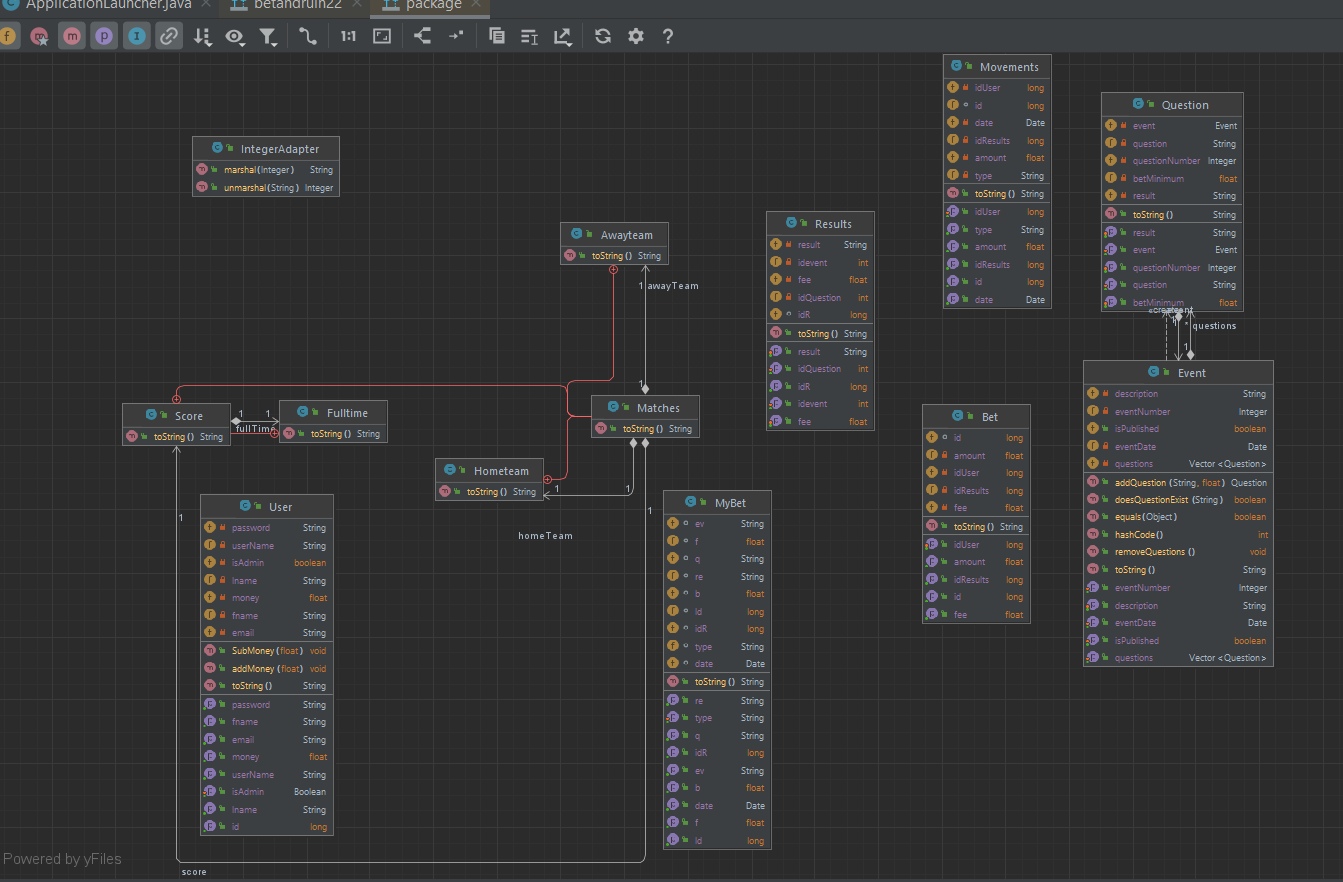 ApplicationLauncher.java
betandruin22
package
1:1
IntegerAdapter
marshal(Integer) String
unmarshal(String) Integer
Awayteam
toString() String
1 awayTeam
Results
result String
idevent int
fee float
idQuestion int
idR long
toString() String
result String
idQuestion int
idR long
idevent int
fee float
Movements
idUser long
id long
date Date
idResults long
amount float
type String
toString() String
idUser long
type String
amount float
idResults long
id long
date Date
Question
event Event
question String
questionNumber Integer
betMinimum float
result String
toString() String
result String
event Event
questionNumber Integer
question String
betMinimum float
* questions
1
Event
description String
eventNumber Integer
isPublished boolean
eventDate Date
questions Vector<Question>
addQuestion(String, float) Question
doesQuestionExist(String) boolean
equals(Object) boolean
hashCode() int
removeQuestions() void
toString() String
eventNumber Integer
description String
eventDate Date
isPublished boolean
questions Vector<Question>
Score
toString() String
1 1
fullTime
Fulltime
toString() String
1
Matches
toString() String
Hometeam
toString() String
1 1
homeTeam
1
1
User
password String
userName String
isAdmin boolean
lname String
money float
fname String
email String
SubMoney(float) void
addMoney(float) void
toString() String
password String
fname String
email String
money float
userName String
isAdmin Boolean
lname String
id long
MyBet
ev String
f float
q String
re String
b float
Id long
idR long
type String
date Date
toString() String
re String
type String
q String
idR long
ev String
b float
date Date
f float
Id long
Bet
id long
amount float
idUser long
idResults long
fee float
toString() String
idUser long
amount float
idResults long
id long
fee float
score
Powered by yFiles